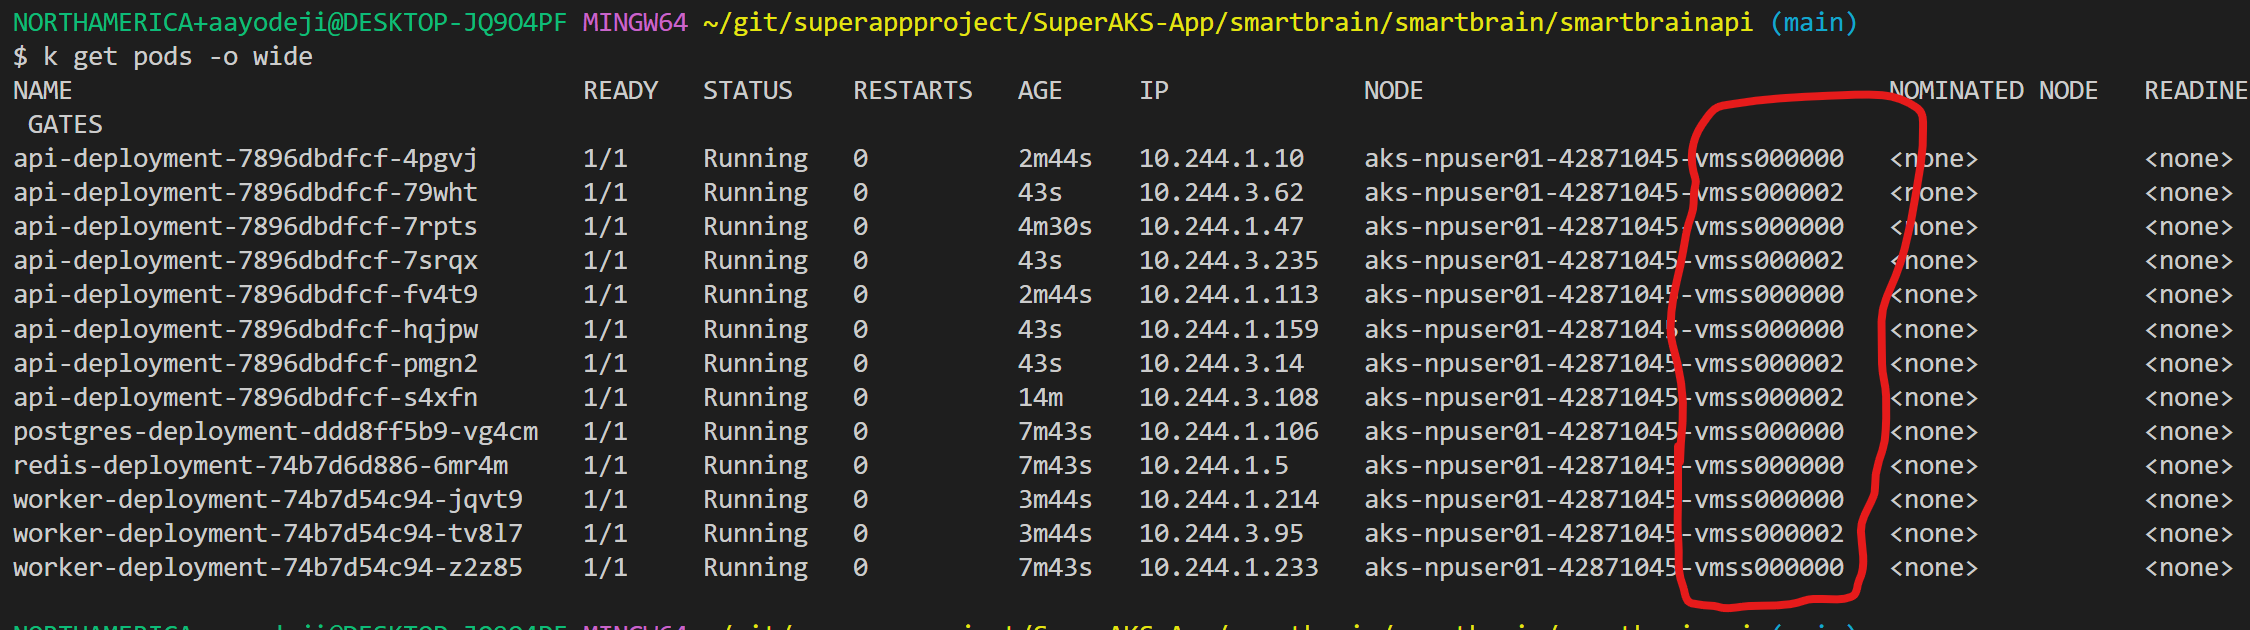 NORTHAMERICA+aayodeji@DESKTOP-JQ9O4PF MINGW64 ~/git/superappproject/SuperAKS-App/smartbrain/smartbrain/smartbrainapi (main)
$ k get pods -o wide
NAME READY STATUS RESTARTS AGE IP NODE NOMINATED NODE READINE
GATES
api-deployment-7896dbdfcf-4pgvj 1/1 Running 0 2m44s 10.244.1.10 aks-npuser01-42871045-vmss000000 <none> <none>
api-deployment-7896dbdfcf-79wht 1/1 Running 0 43s 10.244.3.62 aks-npuser01-42871045-vmss000002 <none> <none>
api-deployment-7896dbdfcf-7rpts 1/1 Running 0 4m30s 10.244.1.47 aks-npuser01-42871045-vmss000000 <none> <none>
api-deployment-7896dbdfcf-7srqx 1/1 Running 0 43s 10.244.3.235 aks-npuser01-42871045-vmss000002 <none> <none>
api-deployment-7896dbdfcf-fv4t9 1/1 Running 0 2m44s 10.244.1.113 aks-npuser01-42871045-vmss000000 <none> <none>
api-deployment-7896dbdfcf-hqjpw 1/1 Running 0 43s 10.244.1.159 aks-npuser01-42871045-vmss000000 <none> <none>
api-deployment-7896dbdfcf-pmgn2 1/1 Running 0 43s 10.244.3.14 aks-npuser01-42871045-vmss000002 <none> <none>
api-deployment-7896dbdfcf-s4xfn 1/1 Running 0 14m 10.244.3.108 aks-npuser01-42871045-vmss000002 <none> <none>
postgres-deployment-ddd8ff5b9-vg4cm 1/1 Running 0 7m43s 10.244.1.106 aks-npuser01-42871045-vmss000000 <none> <none>
redis-deployment-74b7d6d886-6mr4m 1/1 Running 0 7m43s 10.244.1.5 aks-npuser01-42871045-vmss000000 <none> <none>
worker-deployment-74b7d54c94-jqvt9 1/1 Running 0 3m44s 10.244.1.214 aks-npuser01-42871045-vmss000000 <none> <none>
worker-deployment-74b7d54c94-tv8l7 1/1 Running 0 3m44s 10.244.3.95 aks-npuser01-42871045-vmss000002 <none> <none>
worker-deployment-74b7d54c94-z2z85 1/1 Running 0 7m43s 10.244.1.233 aks-npuser01-42871045-vmss000000 <none> <none>
NORTHAMERICA+aayodeji@DESKTOP-JQ9O4PF MINGW64 ~/git/superappproject/SuperAKS-App/smartbrain/smartbrain/smartbrainapi (main)